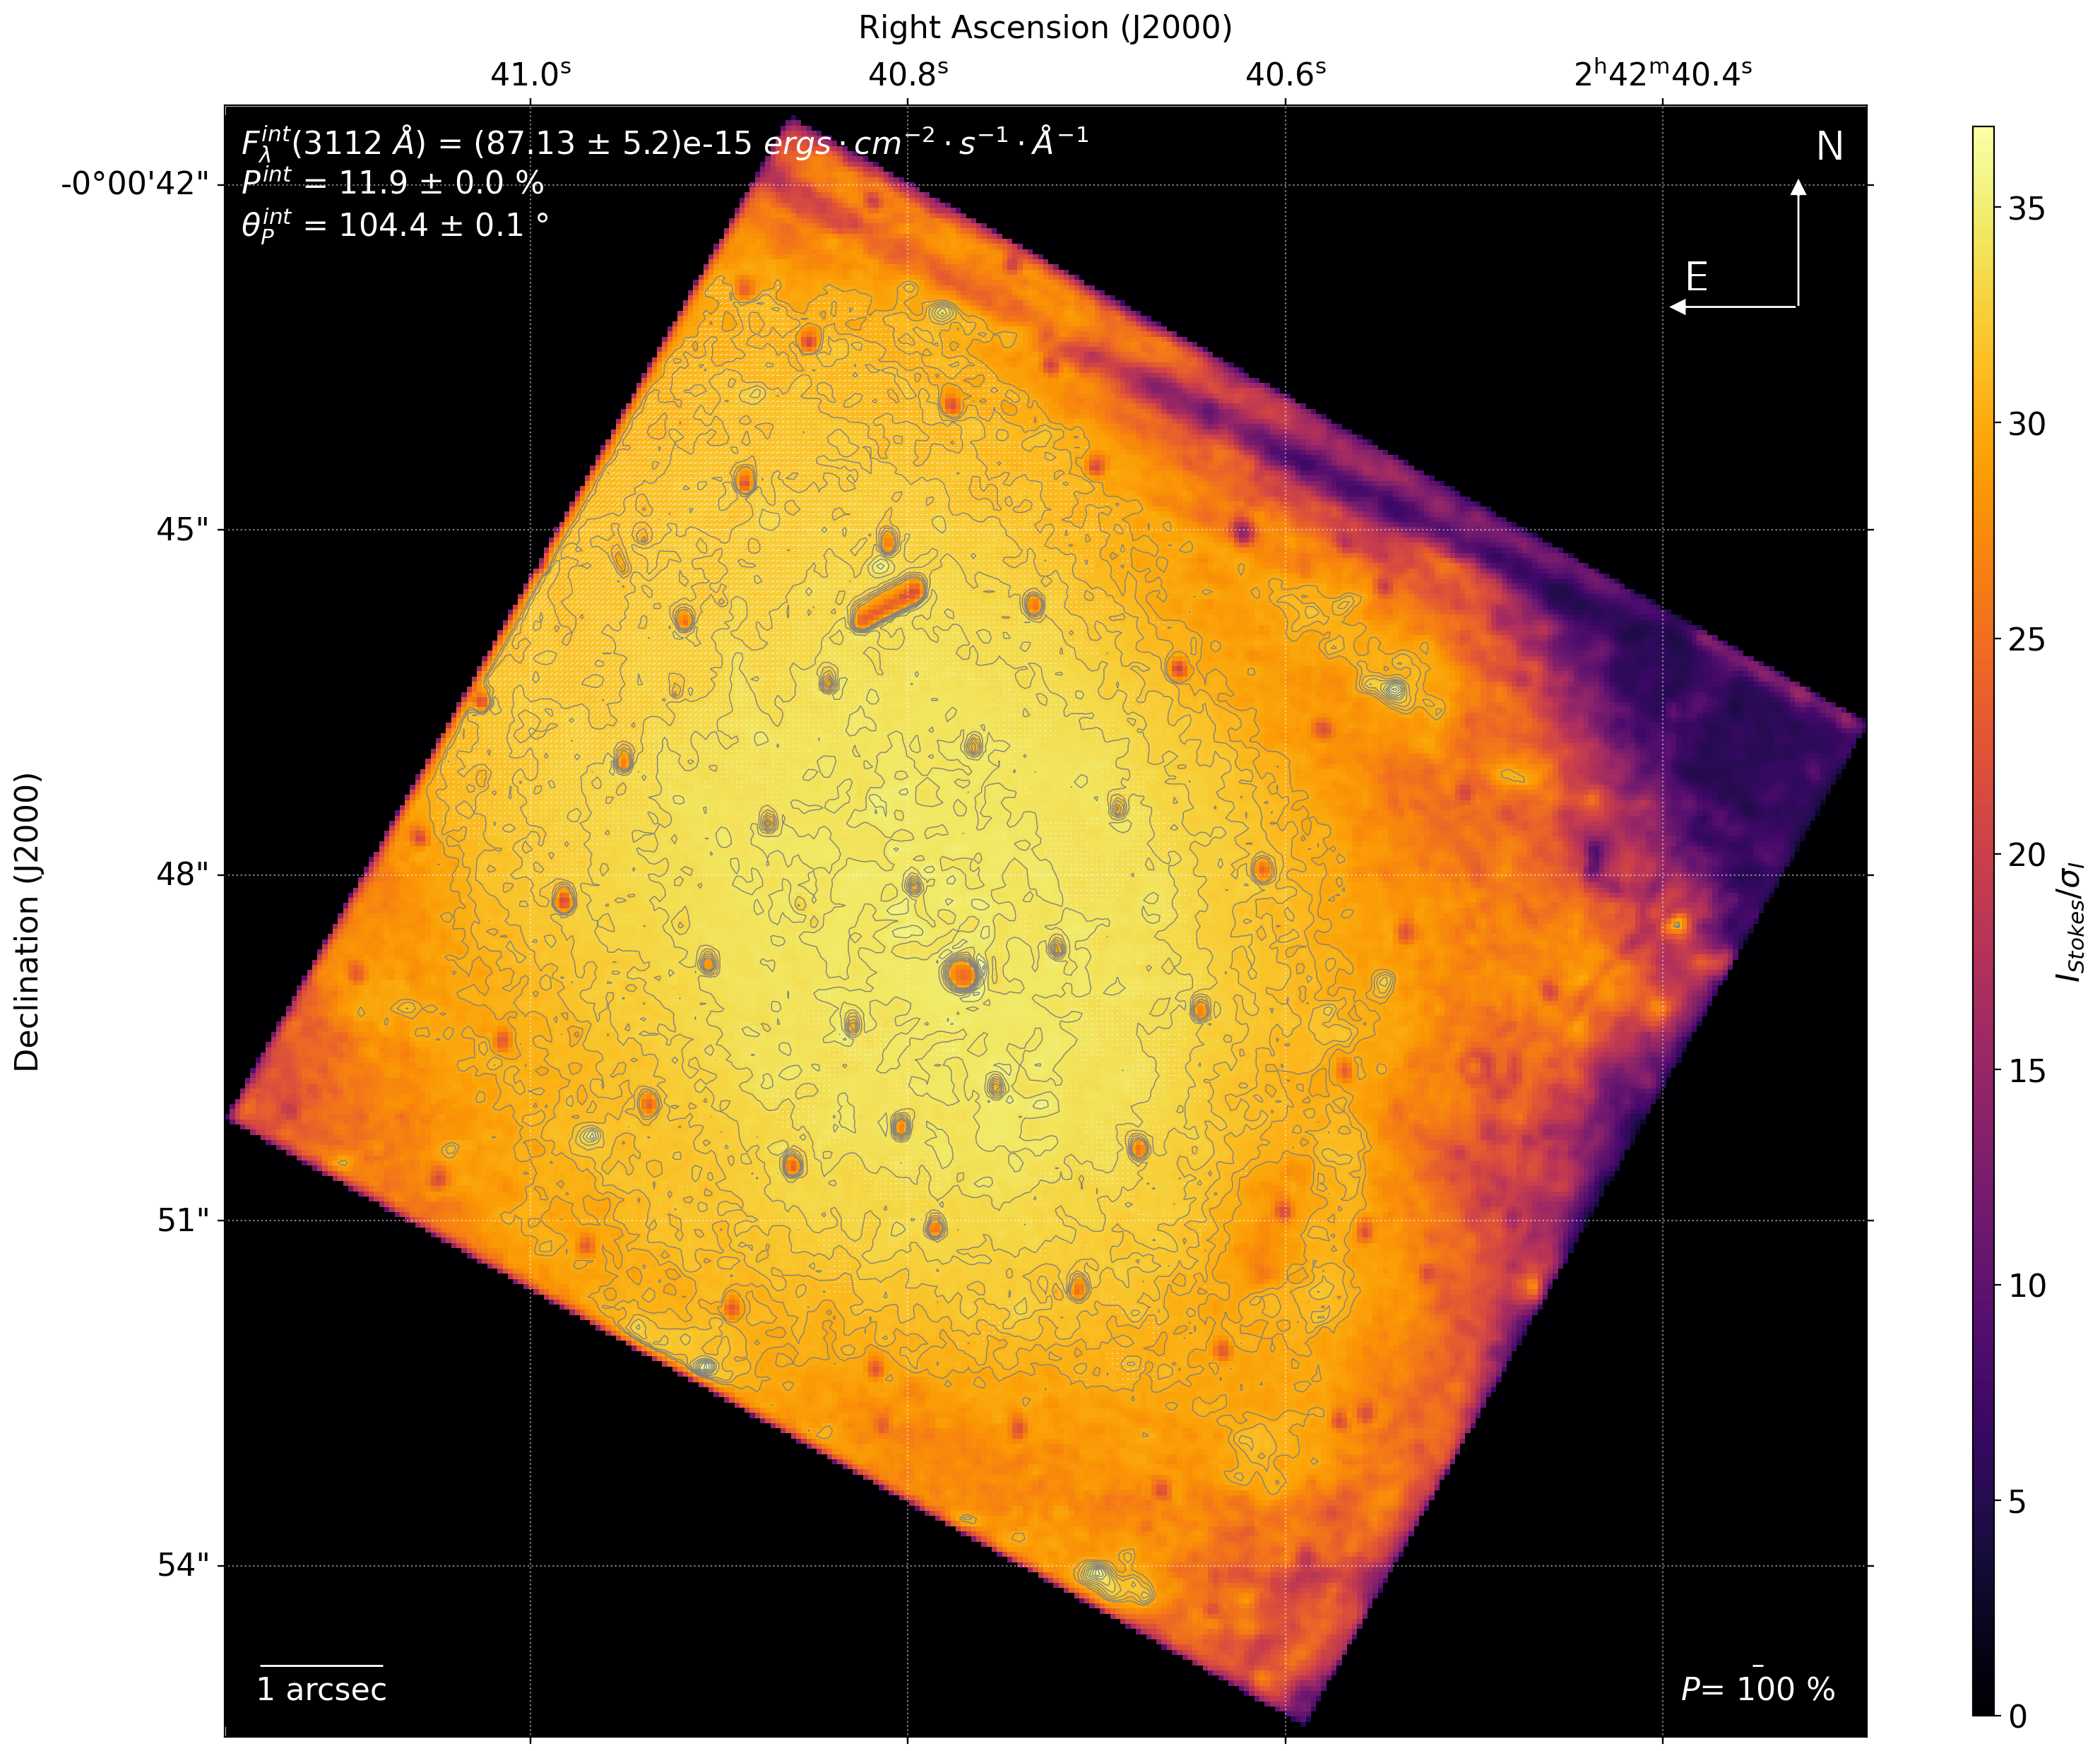 Right Ascension (J2000)
41.0ˢ 40.8ˢ 40.6ˢ 2ʰ42ᵐ40.4ˢ
F_λ^int(3112 Å) = (87.13 ± 5.2)e-15 ergs · cm⁻² · s⁻¹ · Å⁻¹
P^int = 11.9 ± 0.0 %
θ_P^int = 104.4 ± 0.1 °
N
E
-0°00'42"
45"
48"
51"
54"
Declination (J2000)
1 arcsec
P= 100 %
35
30
25
20
15
10
5
0
I_Stokes/σ_I